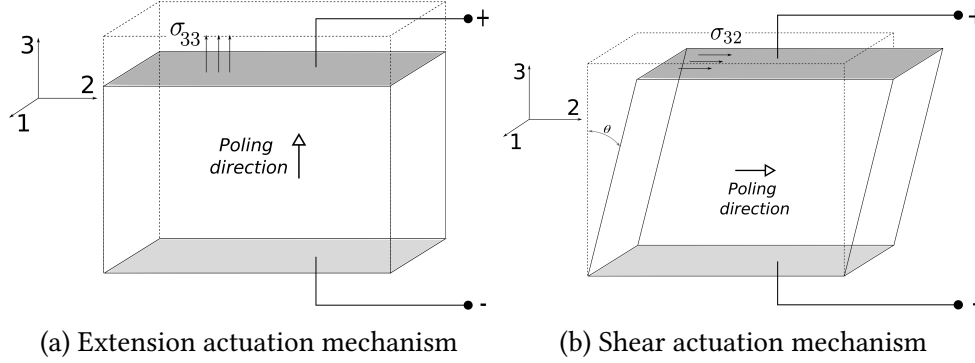 +
σ33
3
2
1
Poling
direction
-
(a) Extension actuation mechanism
+
σ32
3
2
1
θ
Poling
direction
(b) Shear actuation mechanism